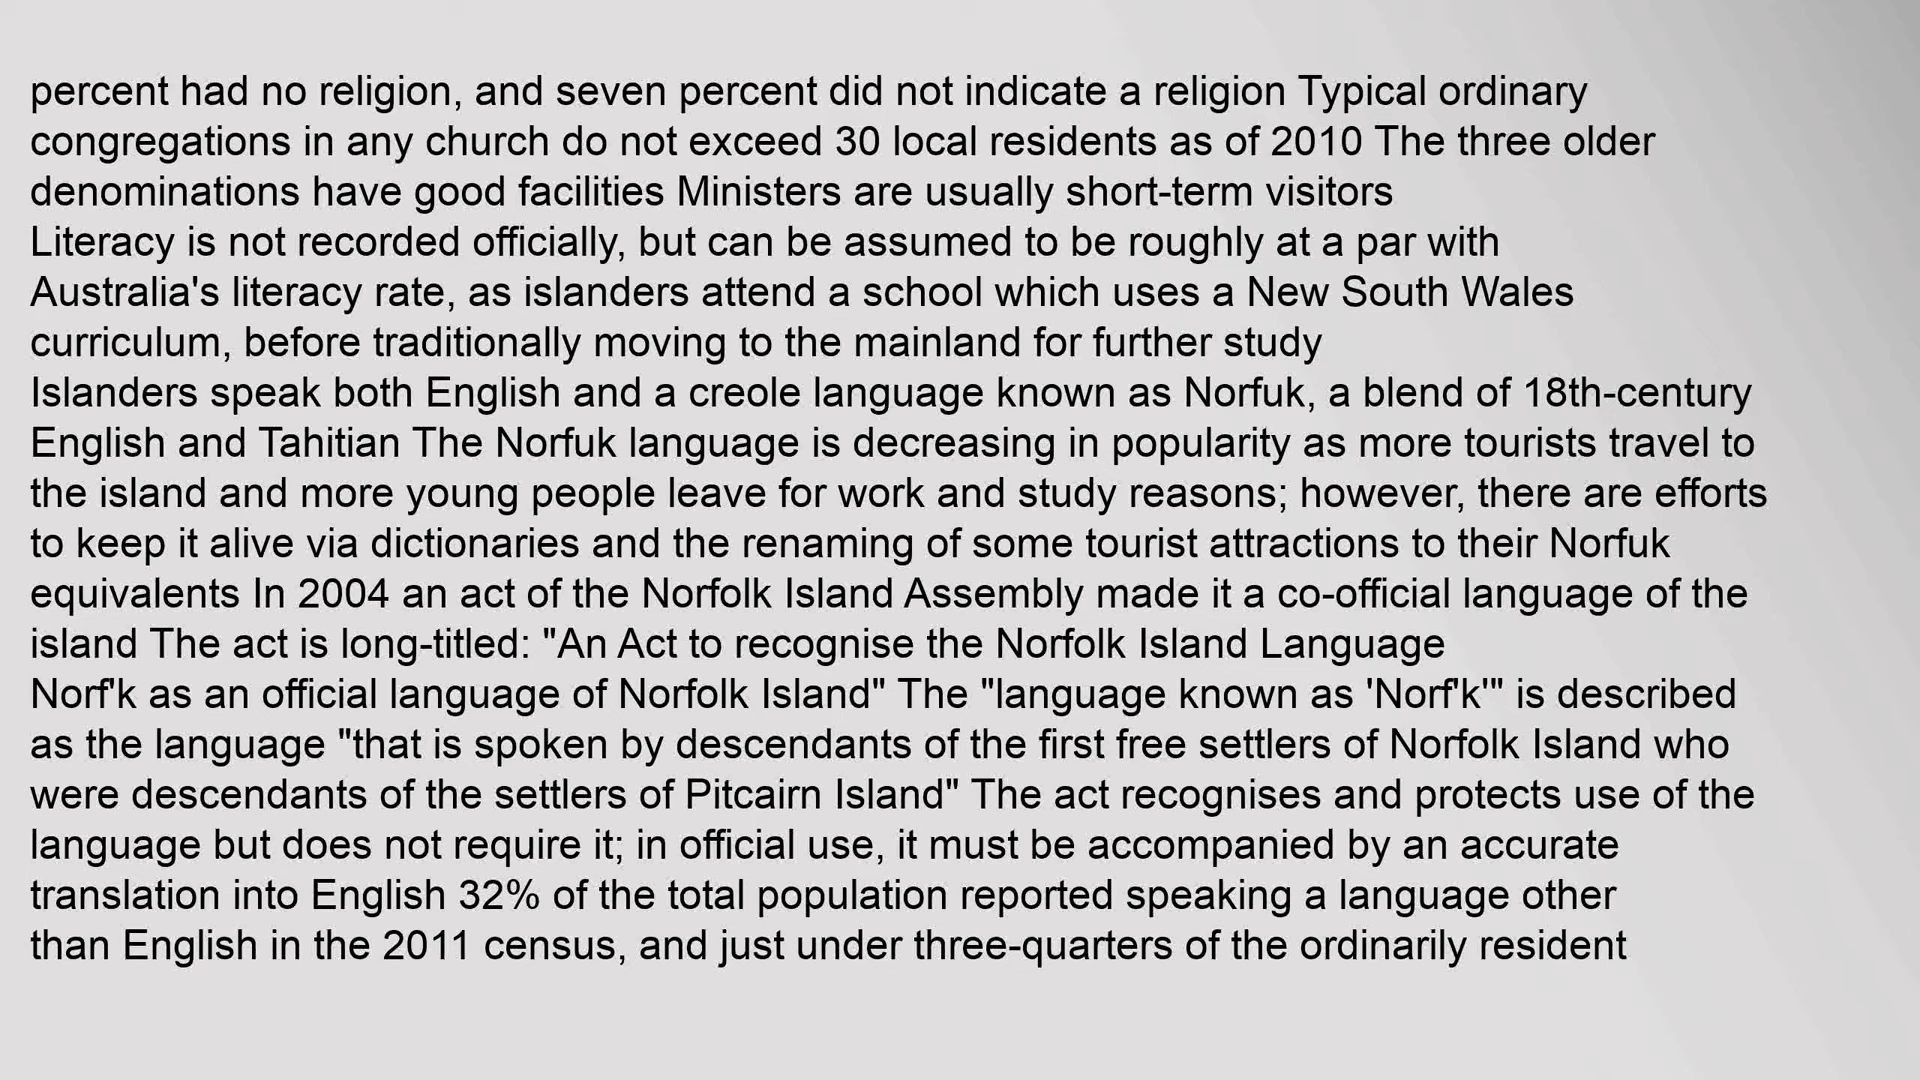 percent had no religion, and seven percent did not indicate a religion Typical ordinary
congregations in any church do not exceed 30 local residents as of 2010 The three older
denominations have good facilities Ministers are usually short-term visitors
Literacy is not recorded officially, but can be assumed to be roughly at a par with
Australia's literacy rate, as islanders attend a school which uses a New South Wales
curriculum, before traditionally moving to the mainland for further study
Islanders speak both English and a creole language known as Norfuk, a blend of 18th-century
English and Tahitian The Norfuk language is decreasing in popularity as more tourists travel to
the island and more young people leave for work and study reasons; however, there are efforts
to keep it alive via dictionaries and the renaming of some tourist attractions to their Norfuk
equivalents In 2004 an act of the Norfolk Island Assembly made it a co-official language of the
island The act is long-titled: "An Act to recognise the Norfolk Island Language
Norf'k as an official language of Norfolk Island" The "language known as 'Norf'k'" is described
as the language "that is spoken by descendants of the first free settlers of Norfolk Island who
were descendants of the settlers of Pitcairn Island" The act recognises and protects use of the
language but does not require it; in official use, it must be accompanied by an accurate
translation into English 32% of the total population reported speaking a language other
than English in the 2011 census, and just under three-quarters of the ordinarily resident